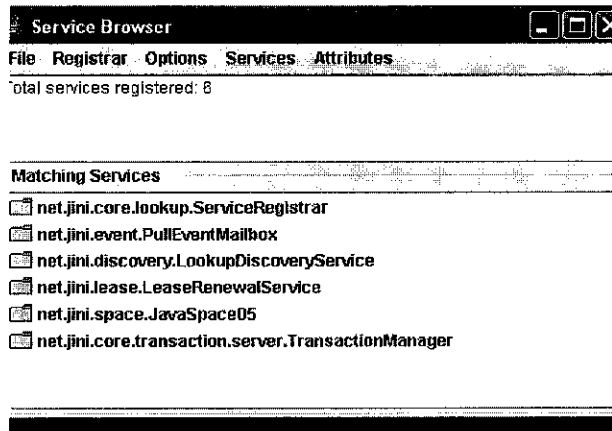 Service Browser
File Registrar Options Services Attributes
Total services registered: 6
Matching Services
net.jini.core.lookup.ServiceRegistrar
net.jini.event.PullEventMailbox
net.jini.discovery.LookupDiscoveryService
net.jini.lease.LeaseRenewalService
net.jini.space.JavaSpace05
net.jini.core.transaction.server.TransactionManager